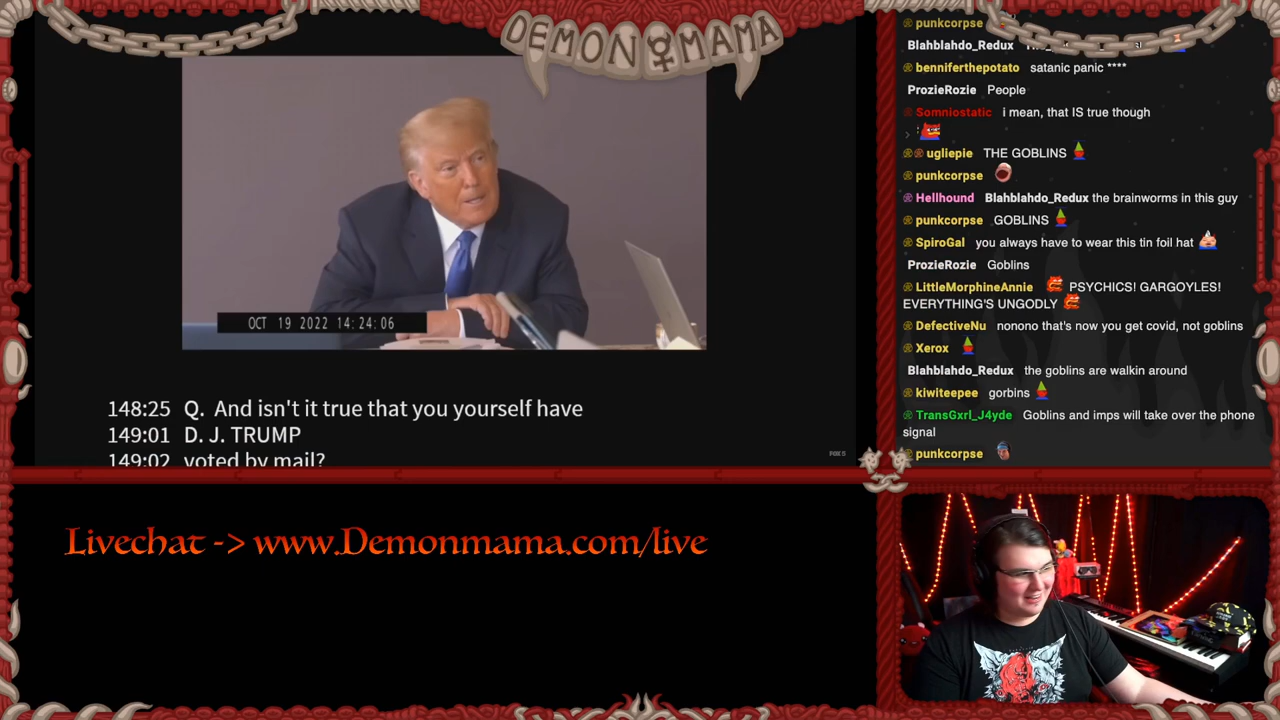 DEMON MAMA
OCT 19 2022 14:24:06
148:25 Q. And isn't it true that you yourself have
149:01 D. J. TRUMP
149:02 voted by mail?
FOX 5
Livechat -> www.Demonmama.com/live
punkcorpse
Blahblahdo_Redux
benniferthepotato satanic panic ****
ProzieRozie People
Somniostatic i mean, that IS true though
ugliepie THE GOBLINS
punkcorpse
Hellhound Blahblahdo_Redux the brainworms in this guy
punkcorpse GOBLINS
SpiroGal you always have to wear this tin foil hat
ProzieRozie Goblins
LittleMorphineAnnie PSYCHICS! GARGOYLES!
EVERYTHING'S UNGODLY
DefectiveNu nonono that's now you get covid, not goblins
Xerox
Blahblahdo_Redux the goblins are walkin around
kiwiteepee gorbins
TransGxrl_J4yde Goblins and imps will take over the phone
signal
punkcorpse